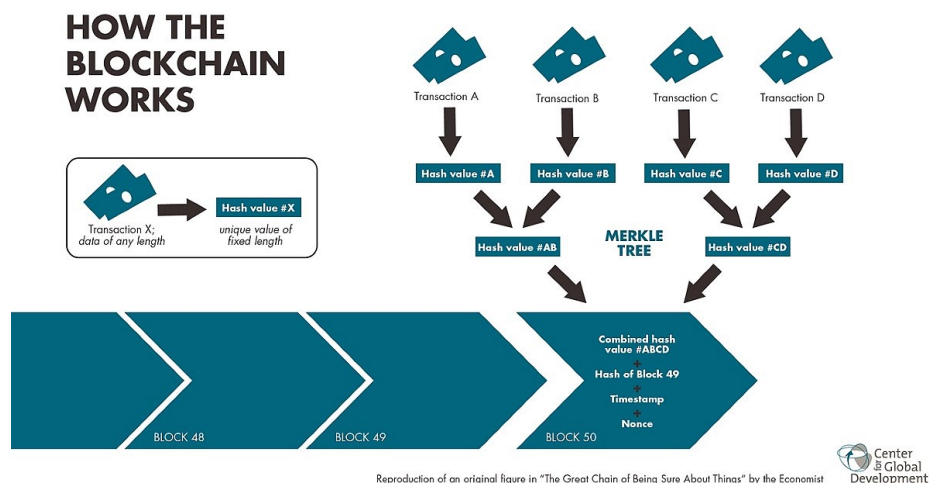 HOW THE
BLOCKCHAIN
WORKS
Transaction A
Transaction B
Transaction C
Transaction D
Hash value #A
Hash value #B
Hash value #C
Hash value #D
Transaction X;
data of any length
Hash value #X
unique value of
fixed length
Hash value #AB
MERKLE
TREE
Hash value #CD
Combined hash
value #ABCD
+
Hash of Block 49
+
Timestamp
+
Nonce
BLOCK 48
BLOCK 49
BLOCK 50
Reproduction of an original figure in "The Great Chain of Being Sure About Things" by the Economist
Center
for Global
Development